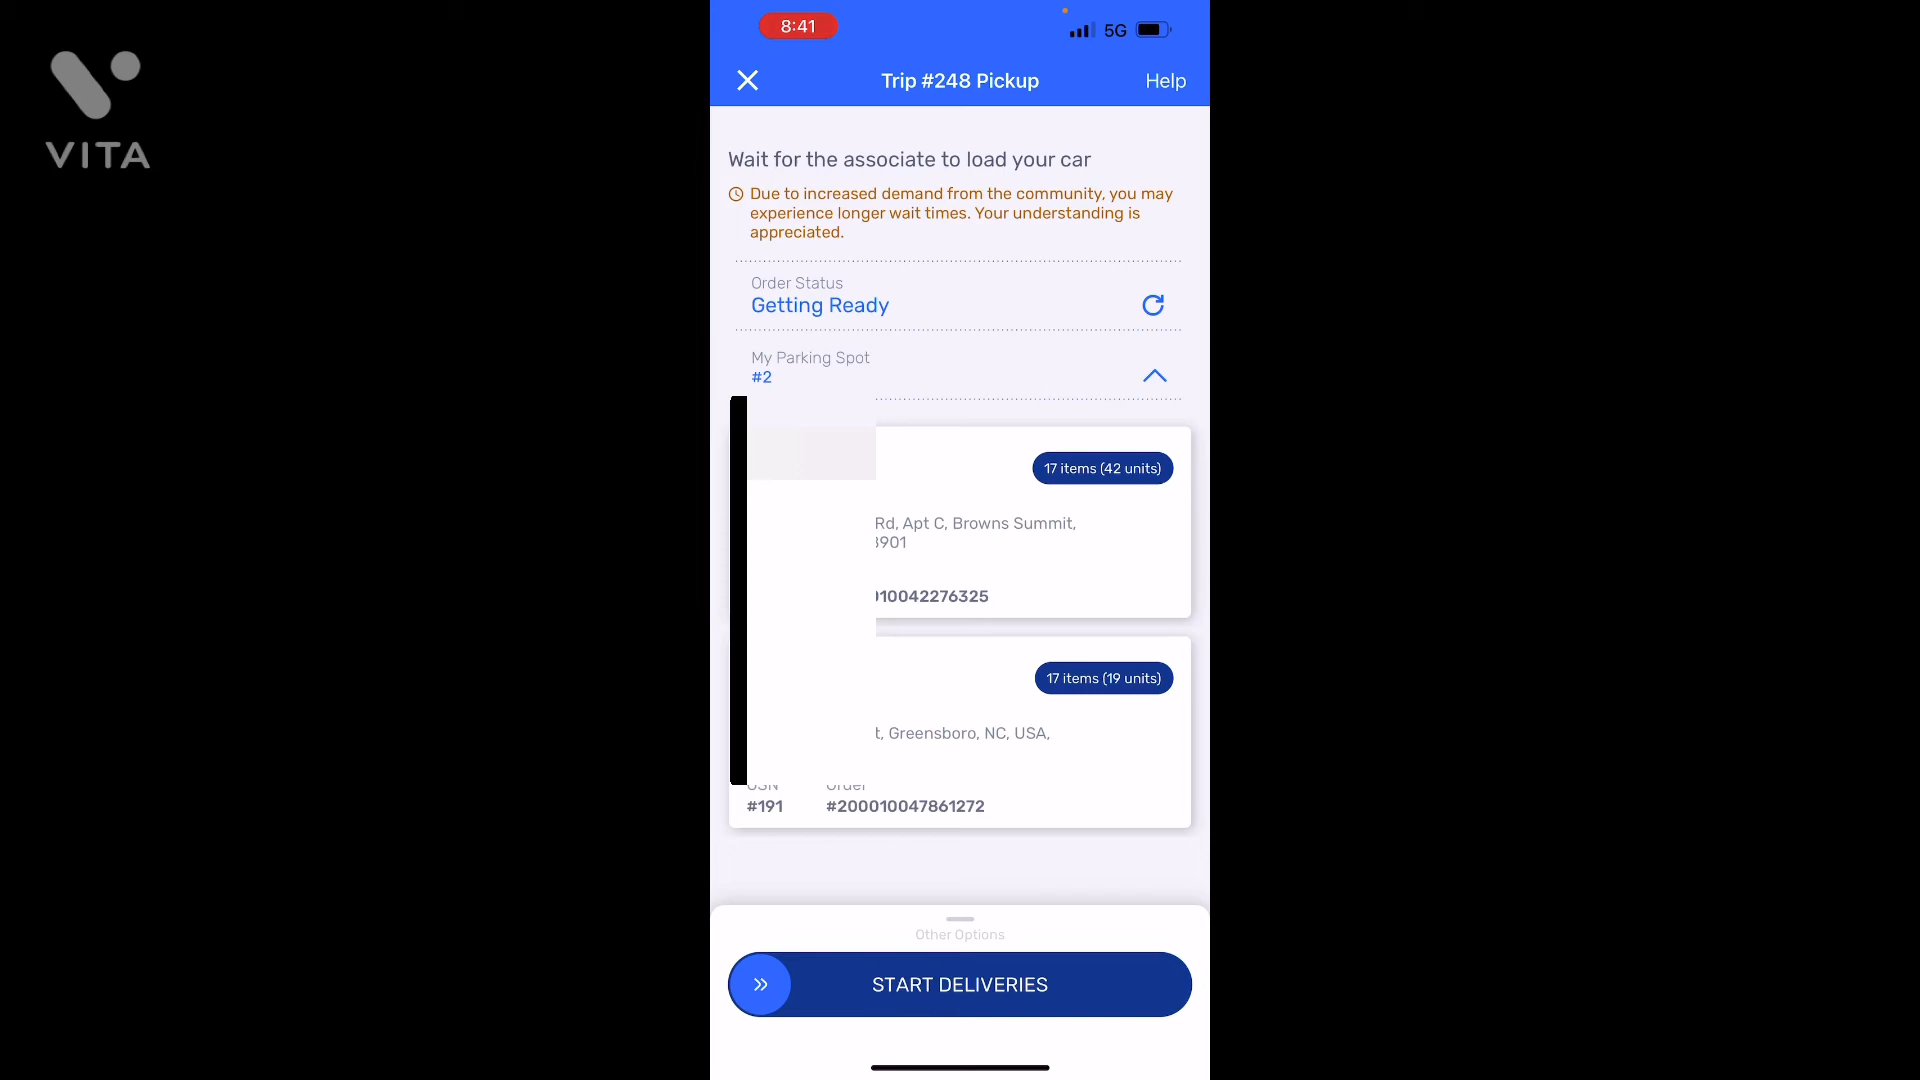 VITA
8:41
5G
Trip #248 Pickup
Help
Wait for the associate to load your car
Due to increased demand from the community, you may
experience longer wait times. Your understanding is
appreciated.
Order Status
Getting Ready
My Parking Spot
#2
17 items (42 units)
Rd, Apt C, Browns Summit,
3901
10042276325
17 items (19 units)
t, Greensboro, NC, USA,
#191
Order
#200010047861272
Other Options
START DELIVERIES